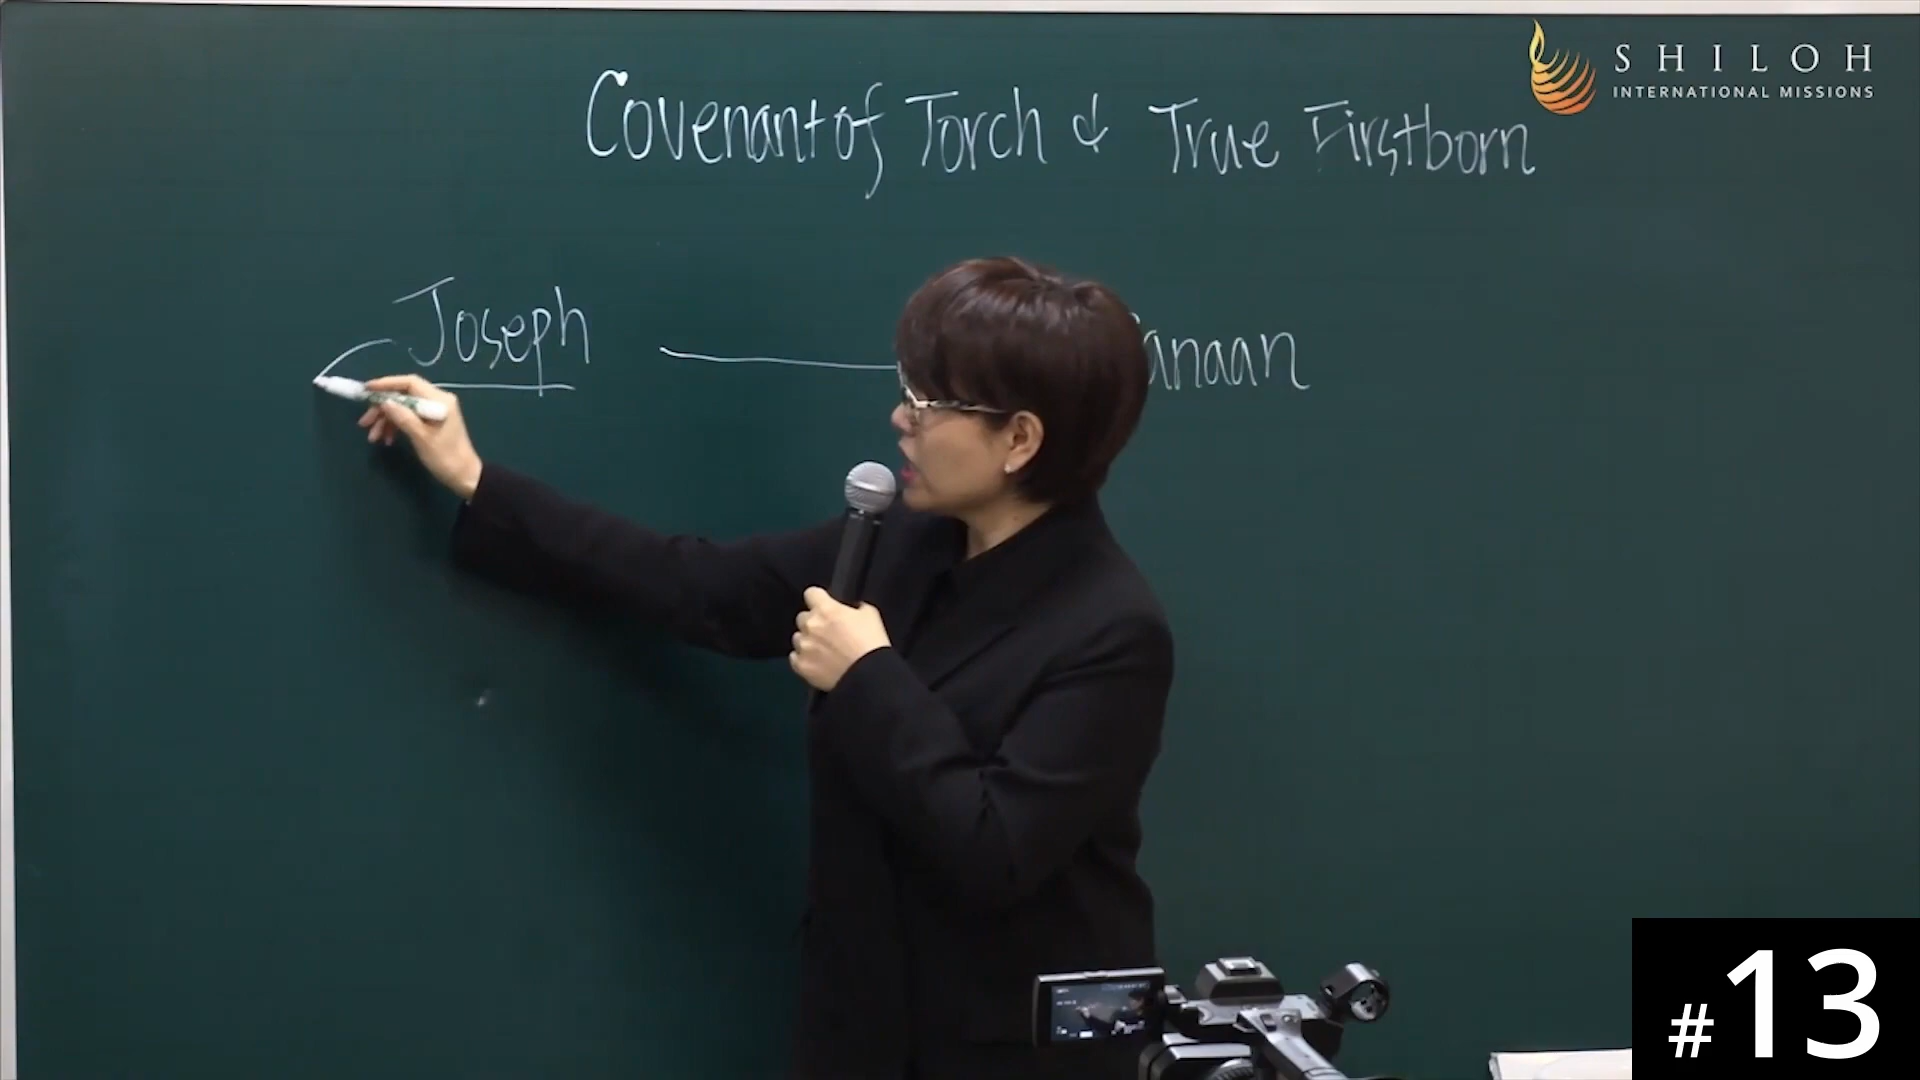 SHILOH
INTERNATIONAL MISSIONS
Covenant of Torch & True Firstborn
Joseph — anaan
#13